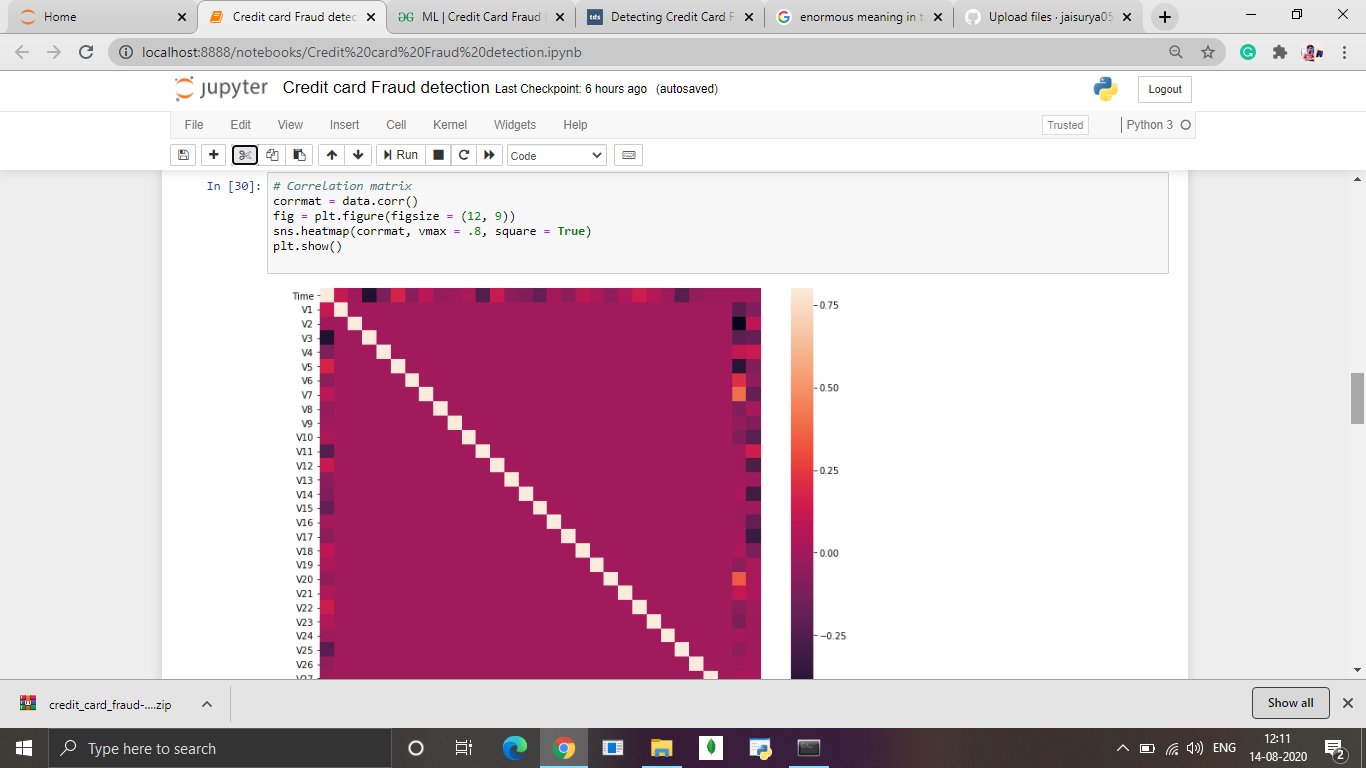 Home
Credit card Fraud detec
ML | Credit Card Fraud
tds
Detecting Credit Card F
enormous meaning in t
Upload files · jaisurya05
localhost:8888/notebooks/Credit%20card%20Fraud%20detection.ipynb
jupyter
Credit card Fraud detection Last Checkpoint: 6 hours ago (autosaved)
Logout
File Edit View Insert Cell Kernel Widgets Help
Trusted
Python 3
Run
Code
In [30]:
# Correlation matrix
corrmat = data.corr()
fig = plt.figure(figsize = (12, 9))
sns.heatmap(corrmat, vmax = .8, square = True)
plt.show()
Time
V1
V2
V3
V4
V5
V6
V7
V8
V9
V10
V11
V12
V13
V14
V15
V16
V17
V18
V19
V20
V21
V22
V23
V24
V25
V26
V27
0.75
0.50
0.25
0.00
−0.25
credit_card_fraud-....zip
Show all
Type here to search
ENG
12:11
14-08-2020
2